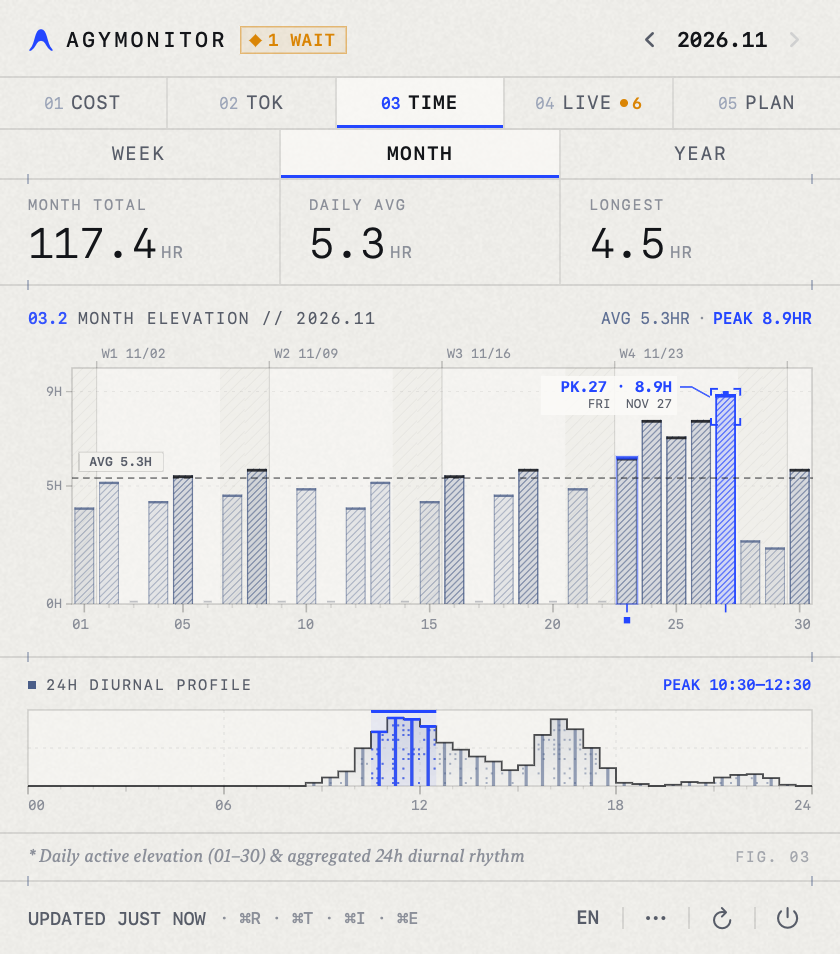 AGYMONITOR ◆ 1 WAIT 2026.11
01 COST 02 TOK 03 TIME 04 LIVE ●6 05 PLAN
WEEK MONTH YEAR
MONTH TOTAL DAILY AVG LONGEST
117.4 HR 5.3 HR 4.5 HR
03.2 MONTH ELEVATION // 2026.11 AVG 5.3HR · PEAK 8.9HR
W1 11/02 W2 11/09 W3 11/16 W4 11/23
9H
PK.27 · 8.9H
FRI NOV 27
AVG 5.3H
5H
0H
01 05 10 15 20 25 30
24H DIURNAL PROFILE PEAK 10:30—12:30
00 06 12 18 24
* Daily active elevation (01–30) & aggregated 24h diurnal rhythm FIG. 03
UPDATED JUST NOW · ⌘R · ⌘T · ⌘I · ⌘E EN